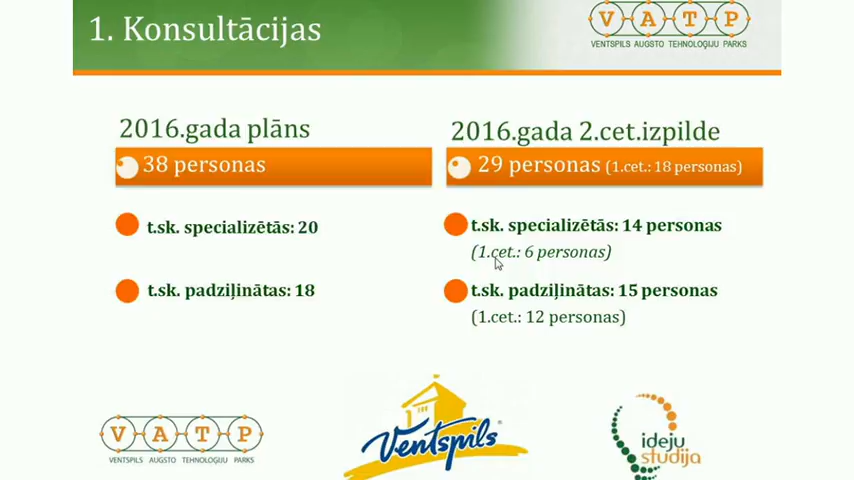 1. Konsultācijas
V A T P
VENTSPILS AUGSTO TEHNOLOĢIJU PARKS
2016.gada plāns
38 personas
t.sk. specializētās: 20
t.sk. padziļinātas: 18
2016.gada 2.cet.izpilde
29 personas (1.cet.: 18 personas)
t.sk. specializētās: 14 personas
(1.cet.: 6 personas)
t.sk. padziļinātas: 15 personas
(1.cet.: 12 personas)
V A T P
VENTSPILS AUGSTO TEHNOLOĢIJU PARKS
Ventspils®
ideju
studija